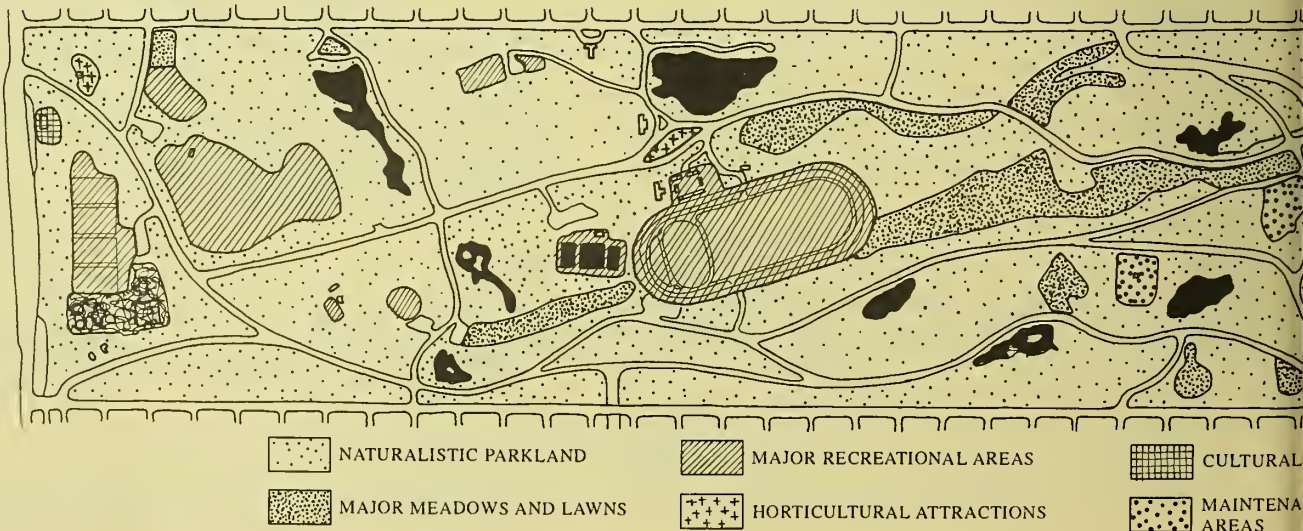 NATURALISTIC PARKLAND
MAJOR RECREATIONAL AREAS
CULTURAL
MAJOR MEADOWS AND LAWNS
HORTICULTURAL ATTRACTIONS
MAINTENA
AREAS